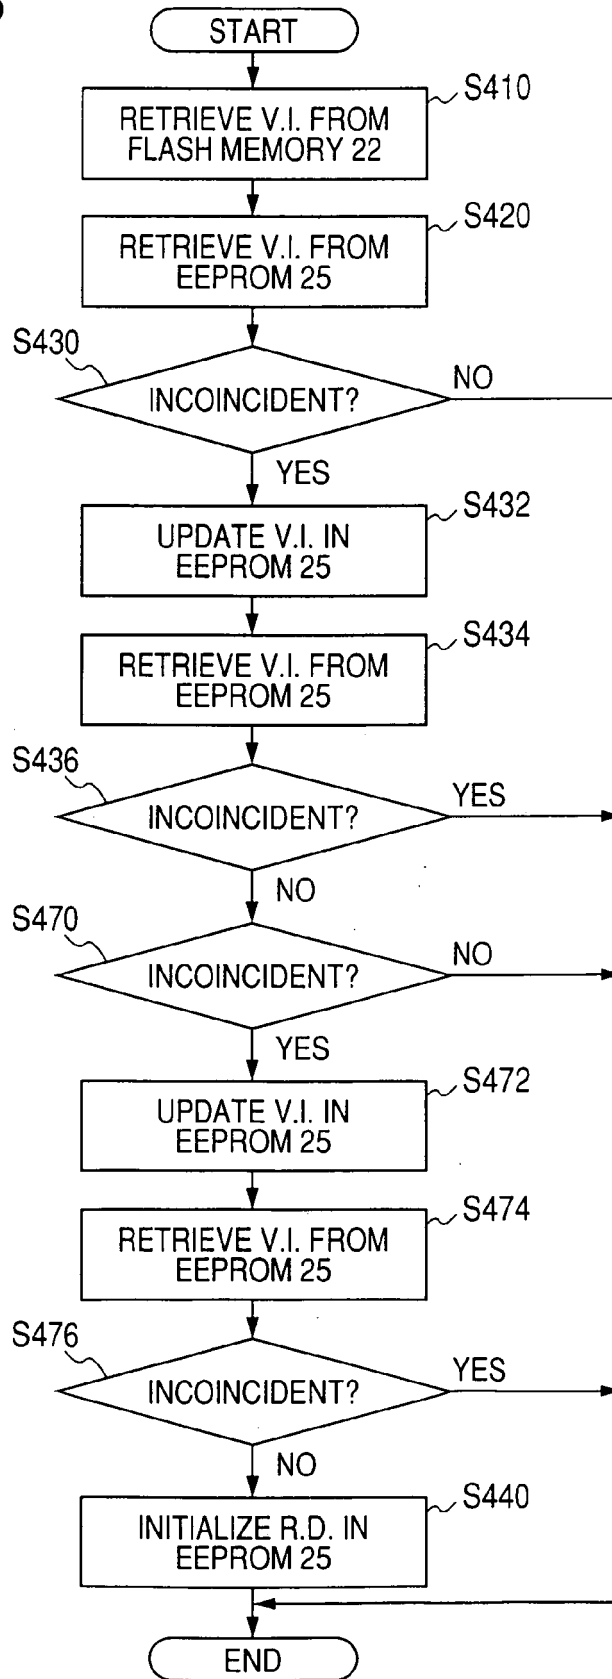 START
S410
RETRIEVE V.I. FROM
FLASH MEMORY 22
S420
RETRIEVE V.I. FROM
EEPROM 25
S430
INCOINCIDENT?
NO
YES
S432
UPDATE V.I. IN
EEPROM 25
S434
RETRIEVE V.I. FROM
EEPROM 25
S436
INCOINCIDENT?
YES
NO
S470
INCOINCIDENT?
NO
YES
S472
UPDATE V.I. IN
EEPROM 25
S474
RETRIEVE V.I. FROM
EEPROM 25
S476
INCOINCIDENT?
YES
NO
S440
INITIALIZE R.D. IN
EEPROM 25
END